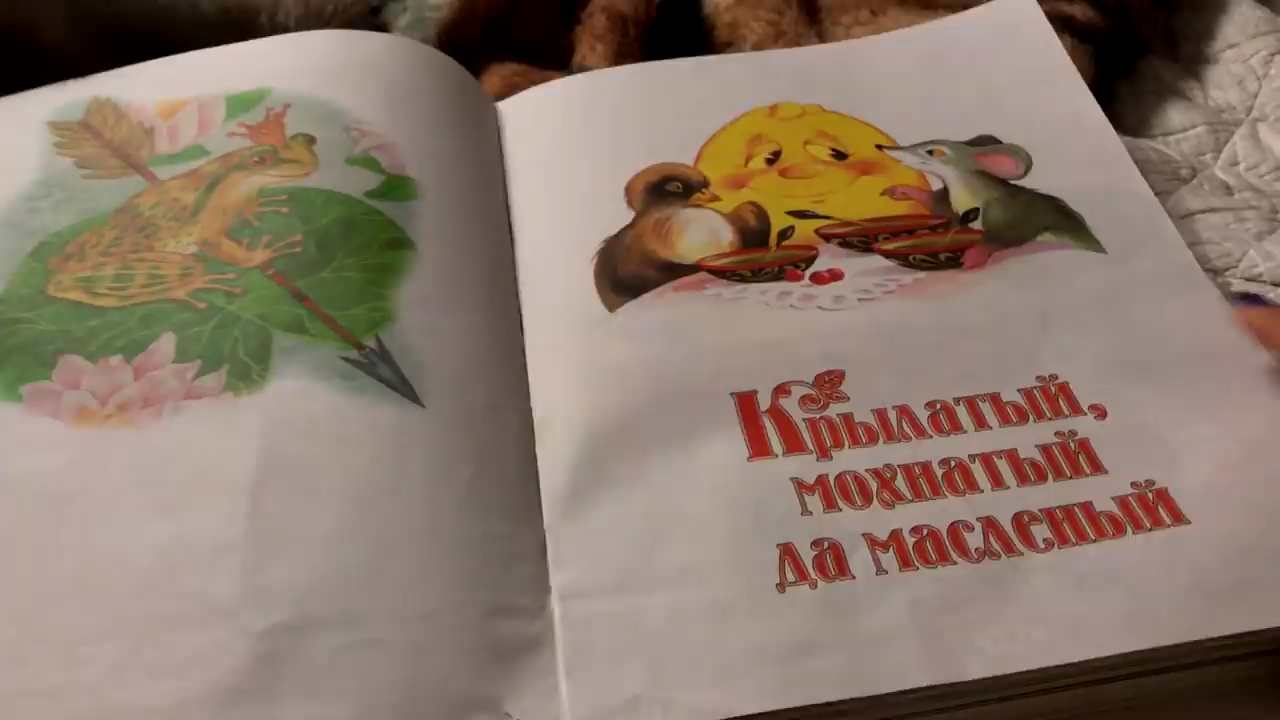 Крылатый,
мохнатый
да масленый